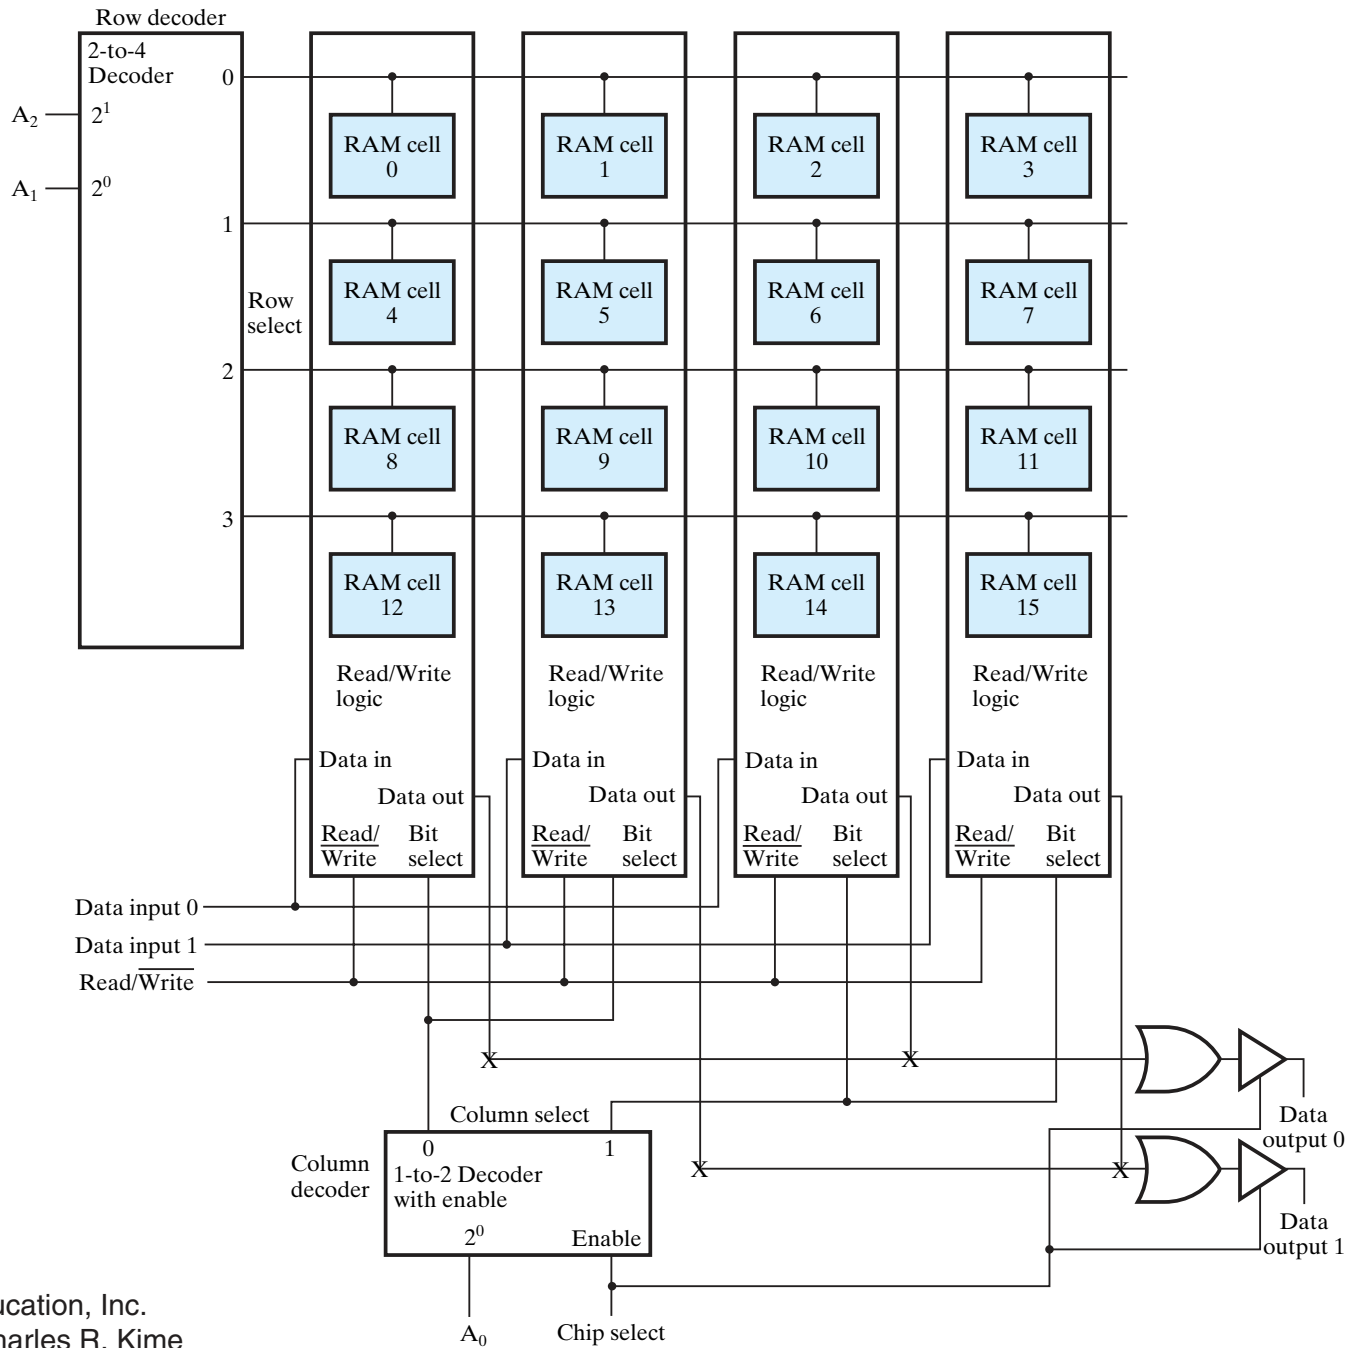 Row decoder
2-to-4
Decoder
0
A2
2^1
RAM cell
0
RAM cell
1
RAM cell
2
RAM cell
3
A1
2^0
1
RAM cell
4
RAM cell
5
RAM cell
6
RAM cell
7
Row
select
2
RAM cell
8
RAM cell
9
RAM cell
10
RAM cell
11
3
RAM cell
12
RAM cell
13
RAM cell
14
RAM cell
15
Read/Write
logic
Read/Write
logic
Read/Write
logic
Read/Write
logic
Data in
Data in
Data in
Data in
Data out
Data out
Data out
Data out
Read/
Write
Bit
select
Read/
Write
Bit
select
Read/
Write
Bit
select
Read/
Write
Bit
select
Data input 0
Data input 1
Read/Write
X
X
Data
output 0
Column select
0
1
Column
decoder
1-to-2 Decoder
with enable
X
X
Data
output 1
2^0
Enable
A0
Chip select
ucation, Inc.
harles R. Kime